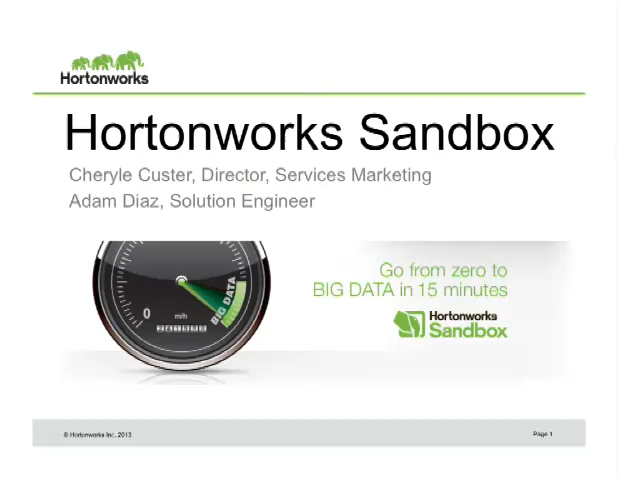 Hortonworks
Hortonworks Sandbox
Cheryle Custer, Director, Services Marketing
Adam Diaz, Solution Engineer
Go from zero to
BIG DATA in 15 minutes
BIG DATA
0
m/h
Hortonworks
Sandbox
© Hortonworks Inc. 2013
Page 1